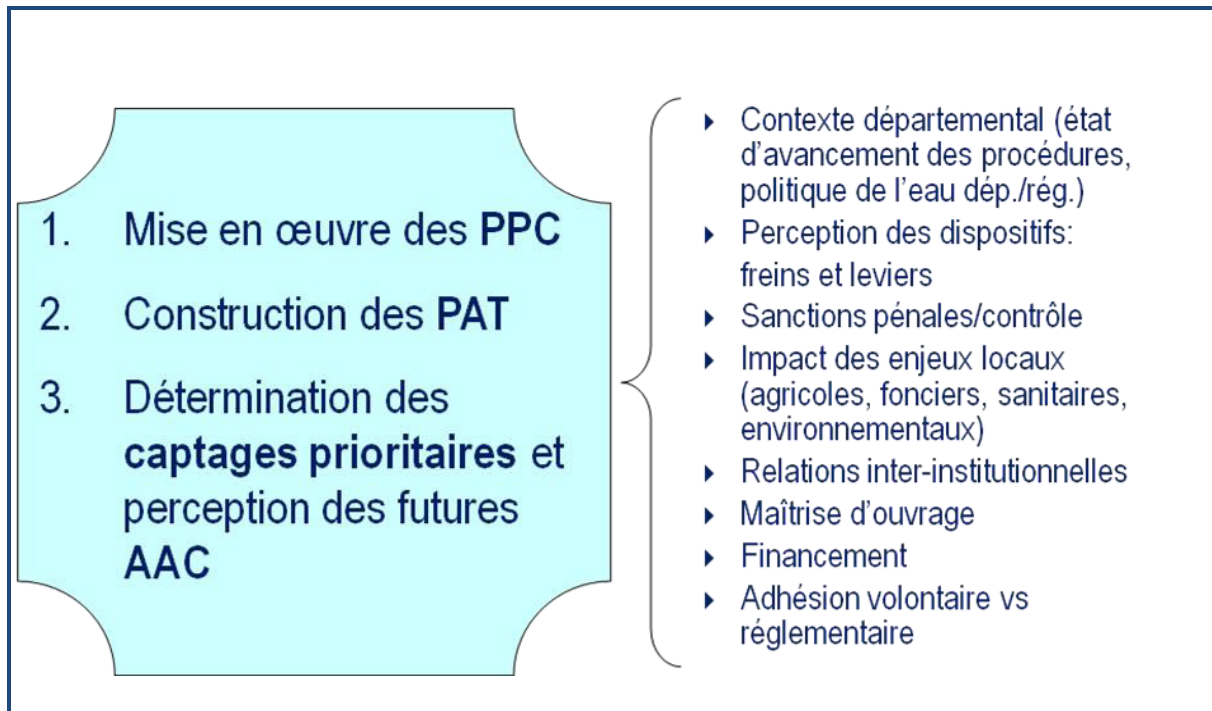 1. Mise en œuvre des PPC
2. Construction des PAT
3. Détermination des
captages prioritaires et
perception des futures
AAC
▸ Contexte départemental (état
d’avancement des procédures,
politique de l’eau dép./rég.)
▸ Perception des dispositifs:
freins et leviers
▸ Sanctions pénales/contrôle
▸ Impact des enjeux locaux
(agricoles, fonciers, sanitaires,
environnementaux)
▸ Relations inter-institutionnelles
▸ Maîtrise d’ouvrage
▸ Financement
▸ Adhésion volontaire vs
réglementaire